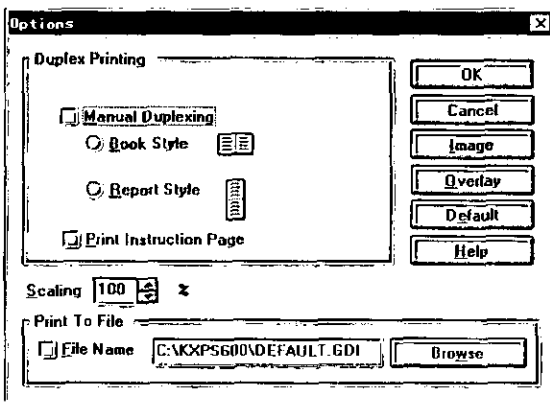 Options
Duplex Printing
Manual Duplexing
Book Style
Report Style
Print Instruction Page
OK
Cancel
Image
Overlay
Default
Help
Scaling 100 %
Print To File
File Name C:\KXPS600\DEFAULT.GDI Browse